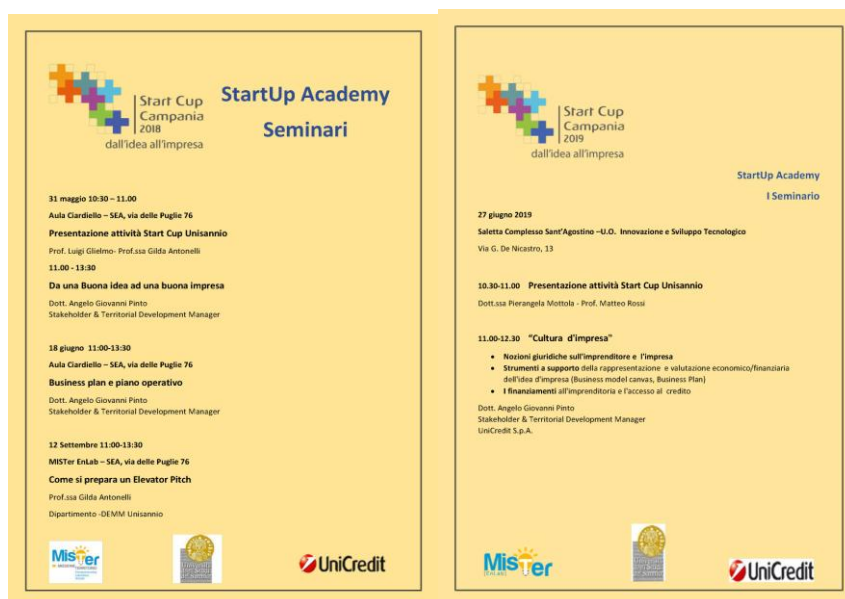 Start Cup
Campania
2018
dall'idea all'impresa
StartUp Academy
Seminari
31 maggio 10:30 – 11.00
Aula Ciardiello – SEA, via delle Puglie 76
Presentazione attività Start Cup Unisannio
Prof. Luigi Glielmo- Prof.ssa Gilda Antonelli
11.00 - 13:30
Da una Buona idea ad una buona impresa
Dott. Angelo Giovanni Pinto
Stakeholder & Territorial Development Manager
18 giugno 11:00-13:30
Aula Ciardiello – SEA, via delle Puglie 76
Business plan e piano operativo
Dott. Angelo Giovanni Pinto
Stakeholder & Territorial Development Manager
12 Settembre 11:00-13:30
MISTer EnLab – SEA, via delle Puglie 76
Come si prepara un Elevator Pitch
Prof.ssa Gilda Antonelli
Dipartimento -DEMM Unisannio
MisTer
UniCredit
Start Cup
Campania
2019
dall'idea all'impresa
StartUp Academy
I Seminario
27 giugno 2019
Saletta Complesso Sant'Agostino –U.O. Innovazione e Sviluppo Tecnologico
Via G. De Nicastro, 13
10.30-11.00 Presentazione attività Start Cup Unisannio
Dott.ssa Pierangela Mottola - Prof. Matteo Rossi
11.00-12.30 "Cultura d'impresa"
• Nozioni giuridiche sull'imprenditore e l'impresa
• Strumenti a supporto della rappresentazione e valutazione economico/finanziaria
dell'idea d'impresa (Business model canvas, Business Plan)
• I finanziamenti all'imprenditoria e l'accesso al credito
Dott. Angelo Giovanni Pinto
Stakeholder & Territorial Development Manager
UniCredit S.p.A.
MisTer
UniCredit